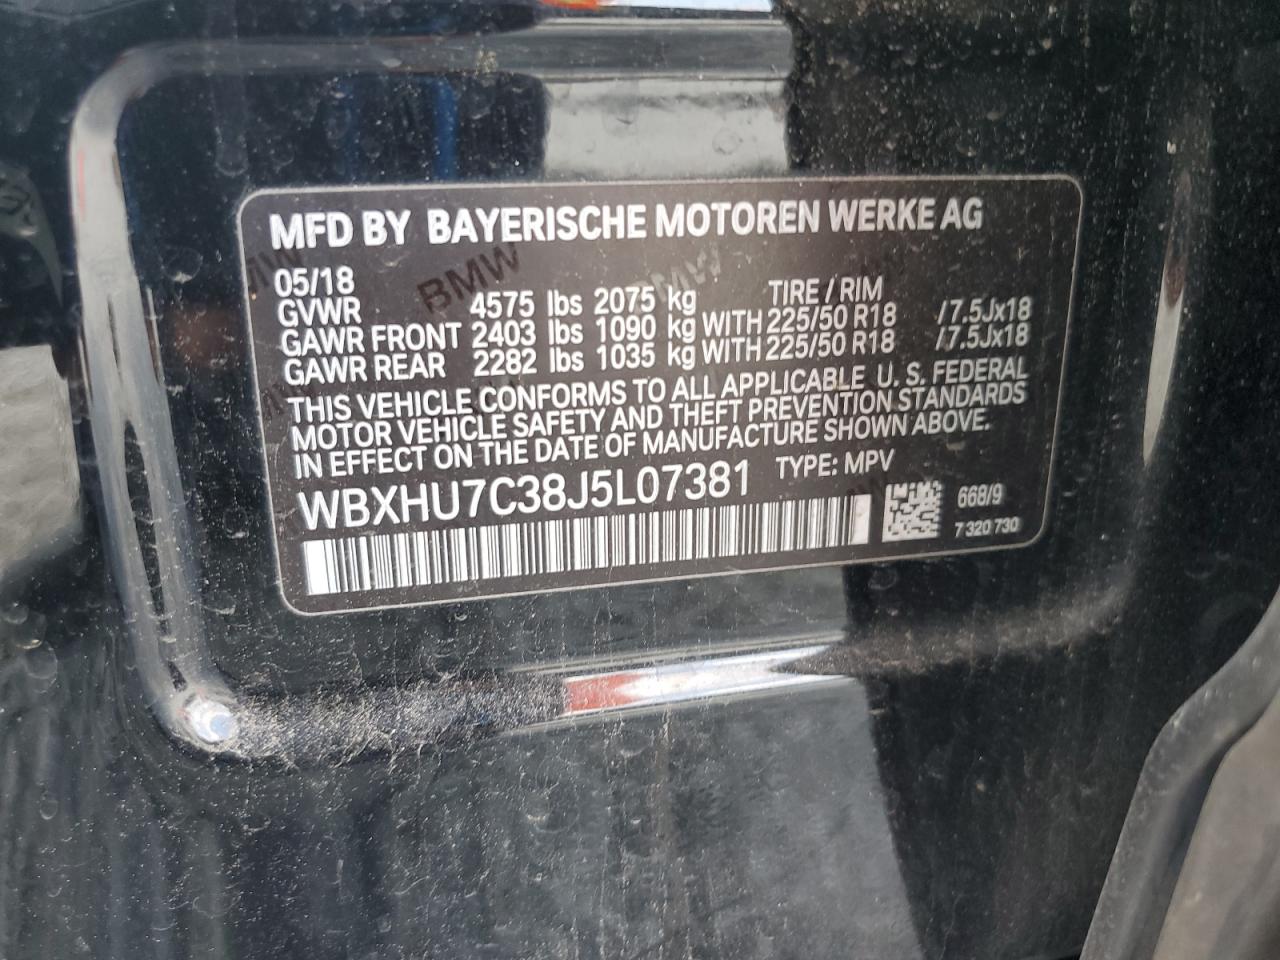 MFD BY BAYERISCHE MOTOREN WERKE AG
05/18 TIRE / RIM
GVWR 4575 lbs 2075 kg
GAWR FRONT 2403 lbs 1090 kg WITH 225/50 R18 /7.5Jx18
GAWR REAR 2282 lbs 1035 kg WITH 225/50 R18 /7.5Jx18
THIS VEHICLE CONFORMS TO ALL APPLICABLE U. S. FEDERAL
MOTOR VEHICLE SAFETY AND THEFT PREVENTION STANDARDS
IN EFFECT ON THE DATE OF MANUFACTURE SHOWN ABOVE.
WBXHU7C38J5L07381 TYPE: MPV
668/9
7 320 730
BMW